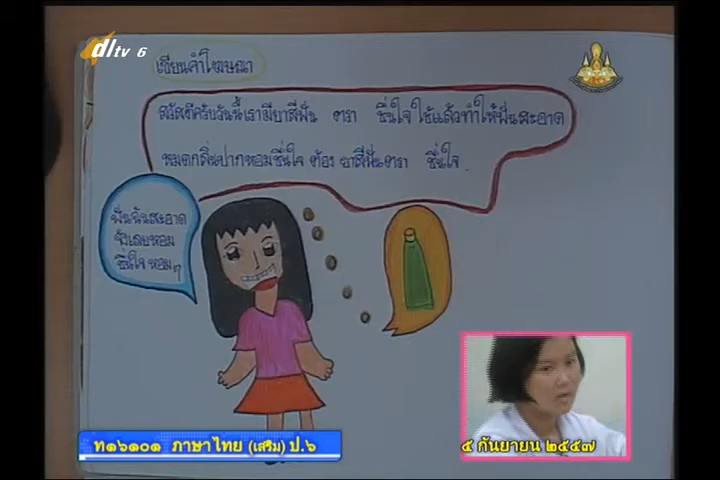 dltv 6
เขียนคำโฆษณา
สวัสดีครับวันนี้เรามียาสีฟัน ตรา ชื่นใจ ใช้แล้วทำให้ฟันสะอาด
หมดกลิ่นปากหอมชื่นใจ ต้อง ยาสีฟันตรา ชื่นใจ
ฟันฉันสะอาด
จังเลยหอม
ชื่นใจ หอมๆ
ท๑๖๑๐๑ ภาษาไทย (เสริม) ป.๖
๕ กันยายน ๒๕๕๗